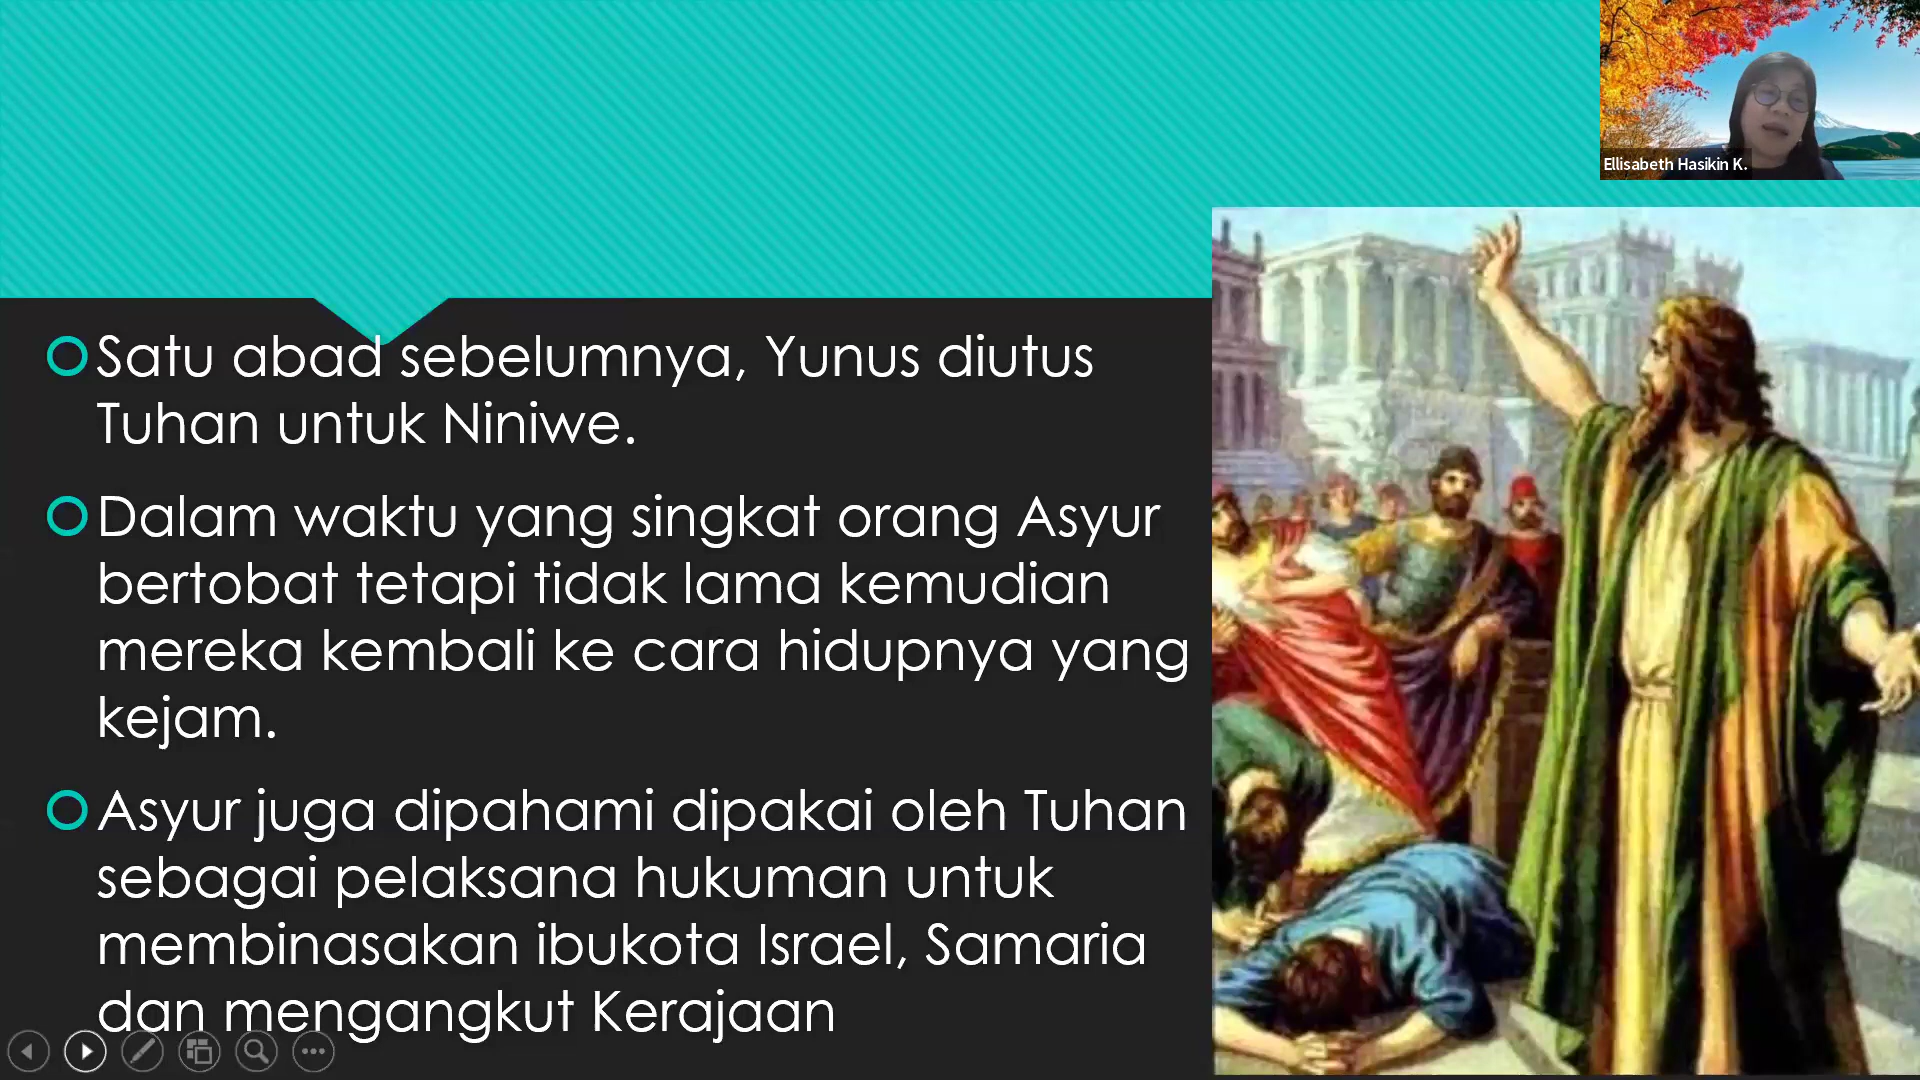 Ellisabeth Hasikin K.
Satu abad sebelumnya, Yunus diutus
Tuhan untuk Niniwe.
Dalam waktu yang singkat orang Asyur
bertobat tetapi tidak lama kemudian
mereka kembali ke cara hidupnya yang
kejam.
Asyur juga dipahami dipakai oleh Tuhan
sebagai pelaksana hukuman untuk
membinasakan ibukota Israel, Samaria
dan mengangkut Kerajaan